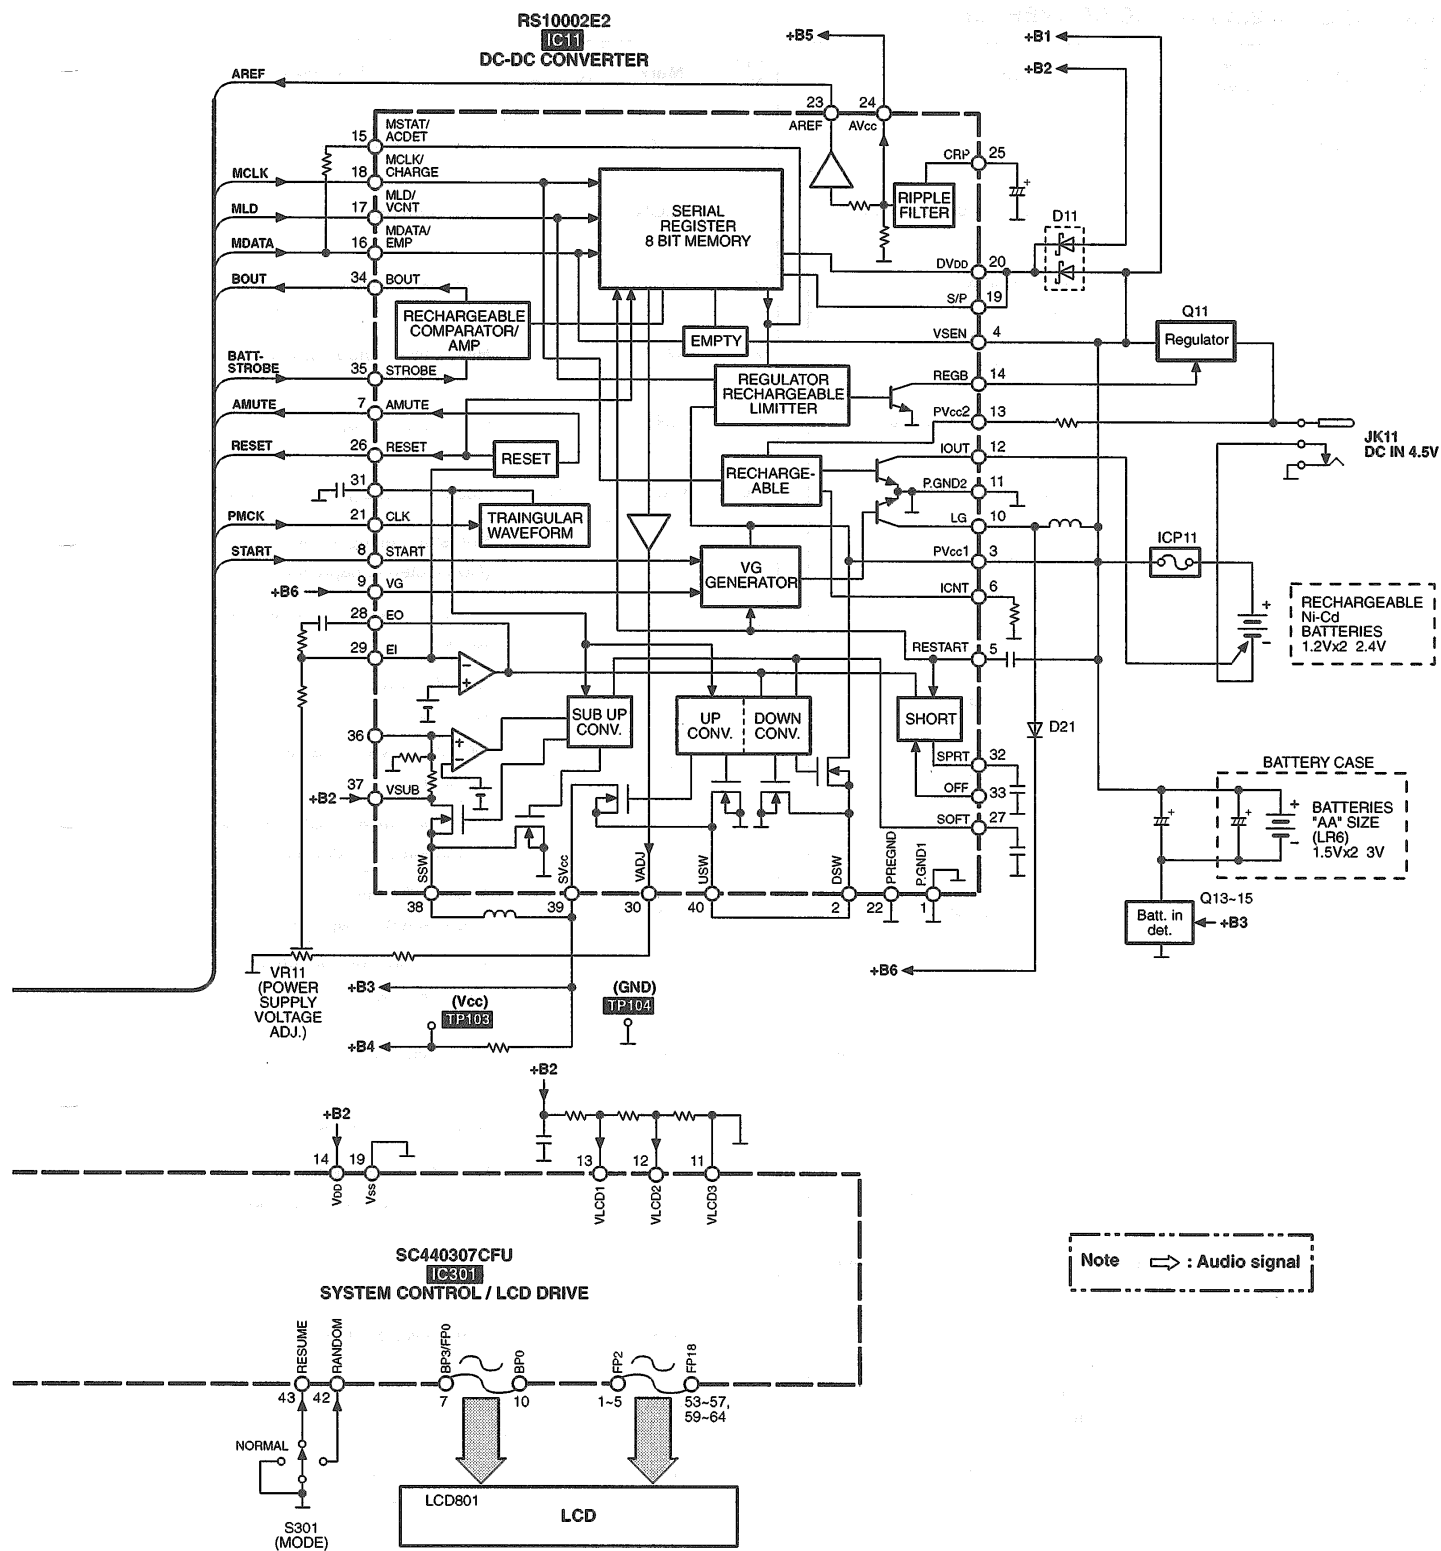 RS10002E2
IC11
DC-DC CONVERTER
+B5
+B1
+B2
AREF
23
24
AREF
AVcc
15
MSTAT/
ACDET
MCLK
18
MCLK/
CHARGE
MLD
17
MLD/
VCNT
MDATA
16
MDATA/
EMP
BOUT
34
BOUT
SERIAL
REGISTER
8 BIT MEMORY
RIPPLE
FILTER
CRP
25
+
D11
DVDD
20
S/P
19
VSEN
4
Q11
Regulator
RECHARGEABLE
COMPARATOR/
AMP
EMPTY
BATT-
STROBE
35
STROBE
AMUTE
7
AMUTE
RESET
26
RESET
RESET
REGULATOR
RECHARGEABLE
LIMITTER
REGB
14
PVcc2
13
IOUT
12
P.GND2
11
LG
10
JK11
DC IN 4.5V
RECHARGE-
ABLE
31
PMCK
21
CLK
TRAINGULAR
WAVEFORM
START
8
START
+B6
9
VG
VG
GENERATOR
PVcc1
3
ICNT
6
RESTART
5
ICP11
+
-
RECHARGEABLE
Ni-Cd
BATTERIES
1.2Vx2 2.4V
28
EO
29
EI
-
+
36
+
-
+B2
37
VSUB
SUB UP
CONV.
UP
CONV.
DOWN
CONV.
SHORT
SPRT
32
OFF
33
SOFT
27
D21
BATTERY CASE
+
+
+
-
BATTERIES
"AA" SIZE
(LR6)
1.5Vx2 3V
SSW
SVcc
VADJ
USW
DSW
PREGND
P.GND1
38
39
30
40
2
22
1
Batt. in
det.
Q13~15
+B3
+B6
VR11
(POWER
SUPPLY
VOLTAGE
ADJ.)
+B3
(Vcc)
TP103
(GND)
TP104
+B4
+B2
+B2
14
19
VDD
Vss
13
12
11
VLCD1
VLCD2
VLCD3
SC440307CFU
IC301
SYSTEM CONTROL / LCD DRIVE
Note
: Audio signal
RESUME
RANDOM
BP3/FP0
BP0
FP2
FP18
43
42
7
10
1~5
53~57,
59~64
NORMAL
S301
(MODE)
LCD801
LCD